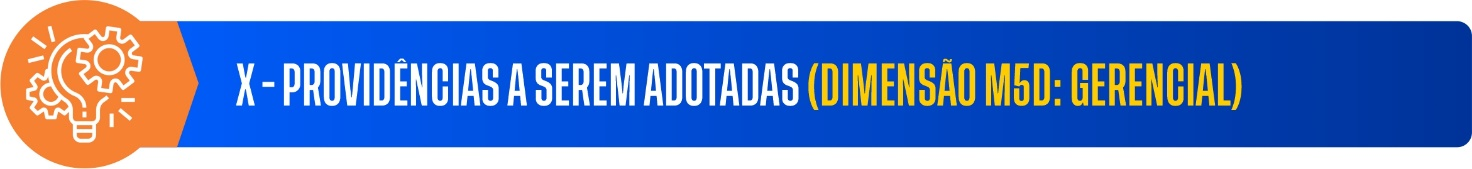 X - PROVIDÊNCIAS A SEREM ADOTADAS (DIMENSÃO M5D: GERENCIAL)